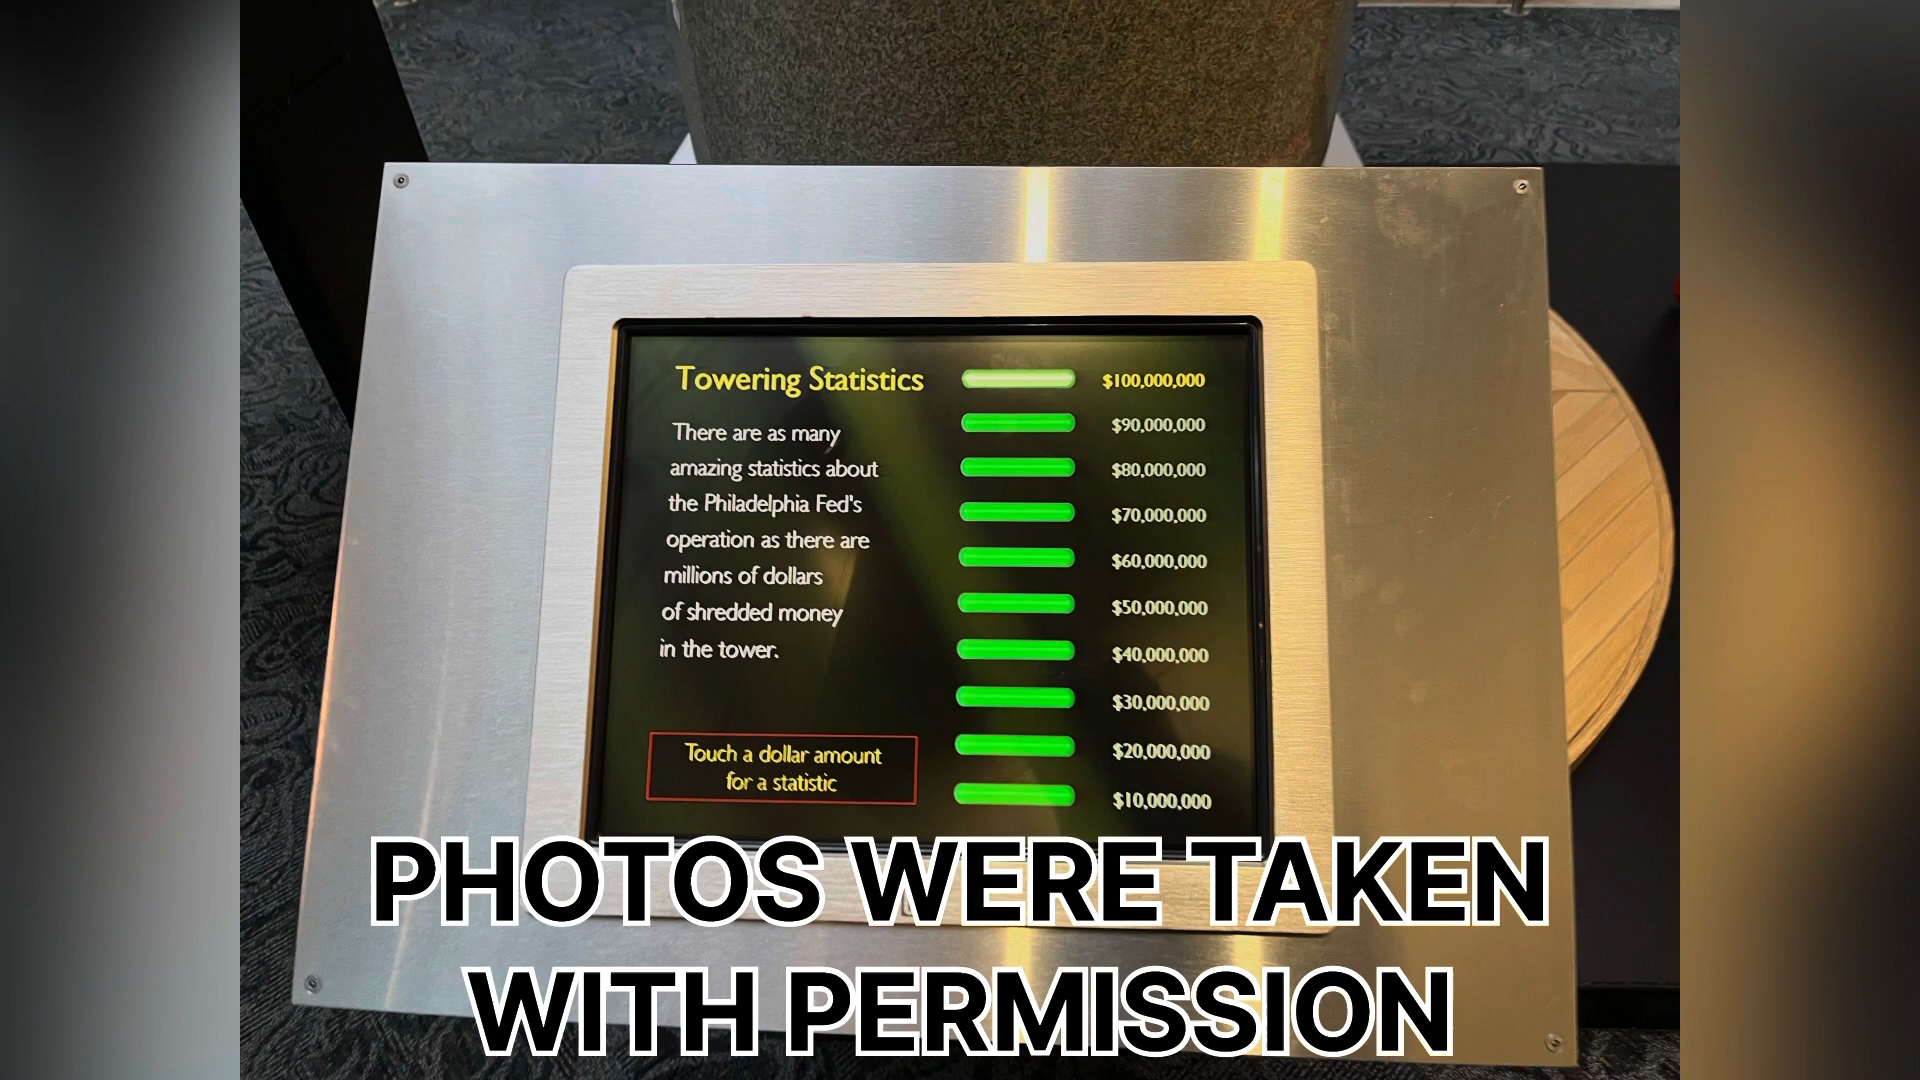 Towering Statistics
There are as many
amazing statistics about
the Philadelphia Fed's
operation as there are
millions of dollars
of shredded money
in the tower.
Touch a dollar amount
for a statistic
$100,000,000
$90,000,000
$80,000,000
$70,000,000
$60,000,000
$50,000,000
$40,000,000
$30,000,000
$20,000,000
$10,000,000
PHOTOS WERE TAKEN
WITH PERMISSION